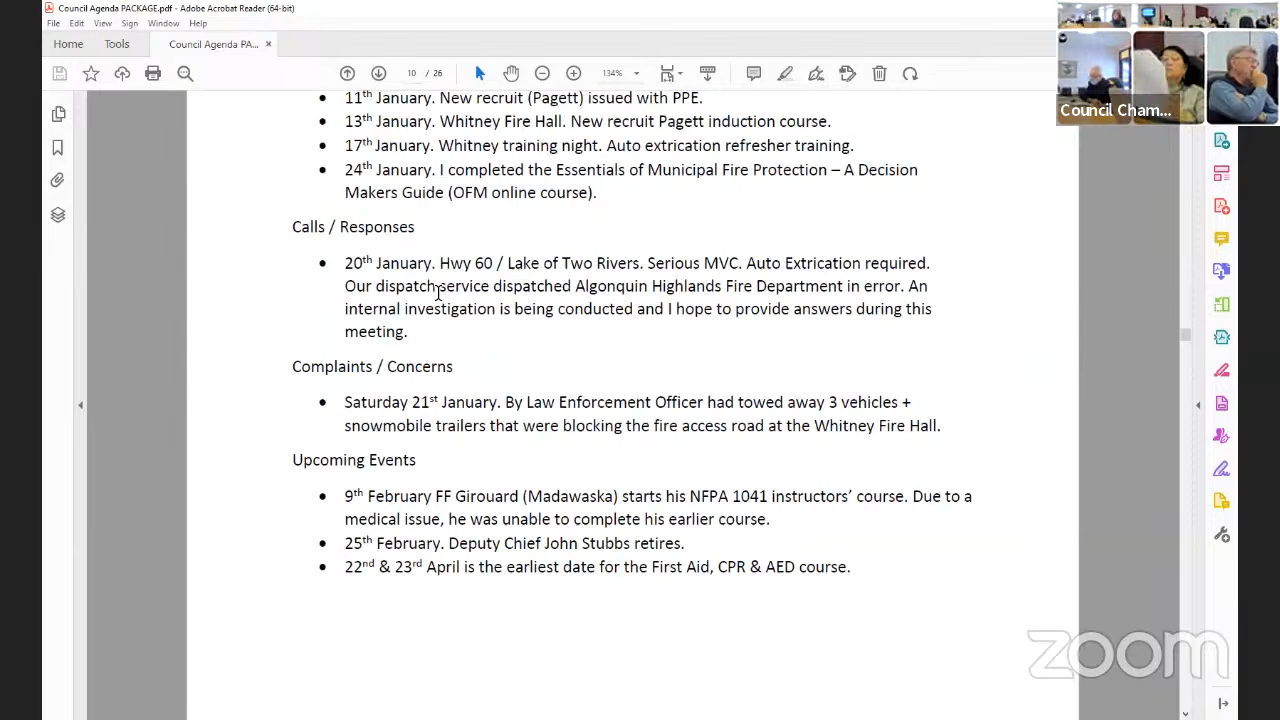 Council Agenda PACKAGE.pdf - Adobe Acrobat Reader (64-bit)
File Edit View Sign Window Help
Home Tools Council Agenda PA... ×
10 / 26 134%
Council Cham...
• 11th January. New recruit (Pagett) issued with PPE.
• 13th January. Whitney Fire Hall. New recruit Pagett induction course.
• 17th January. Whitney training night. Auto extrication refresher training.
• 24th January. I completed the Essentials of Municipal Fire Protection – A Decision
Makers Guide (OFM online course).
Calls / Responses
• 20th January. Hwy 60 / Lake of Two Rivers. Serious MVC. Auto Extrication required.
Our dispatch service dispatched Algonquin Highlands Fire Department in error. An
internal investigation is being conducted and I hope to provide answers during this
meeting.
Complaints / Concerns
• Saturday 21st January. By Law Enforcement Officer had towed away 3 vehicles +
snowmobile trailers that were blocking the fire access road at the Whitney Fire Hall.
Upcoming Events
• 9th February FF Girouard (Madawaska) starts his NFPA 1041 instructors’ course. Due to a
medical issue, he was unable to complete his earlier course.
• 25th February. Deputy Chief John Stubbs retires.
• 22nd & 23rd April is the earliest date for the First Aid, CPR & AED course.
zoom